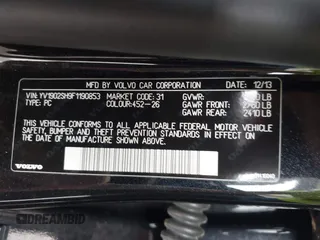 MFD BY VOLVO CAR CORPORATION 12/13
VIN: YV1902SH9F1190853 MARKET CODE: 31 GVWR: LB
TYPE: PC COLOUR: 452-26 GAWR FRONT: LB
GAWR REAR: 2410 LB
THIS VEHICLE CONFORMS TO ALL APPLICABLE FEDERAL MOTOR VEHICLE
SAFETY, BUMPER AND THEFT PREVENTION STANDARDS IN EFFECT ON
THE DATE OF MANUFACTURE SHOWN ABOVE.
VOLVO
DREAMBID